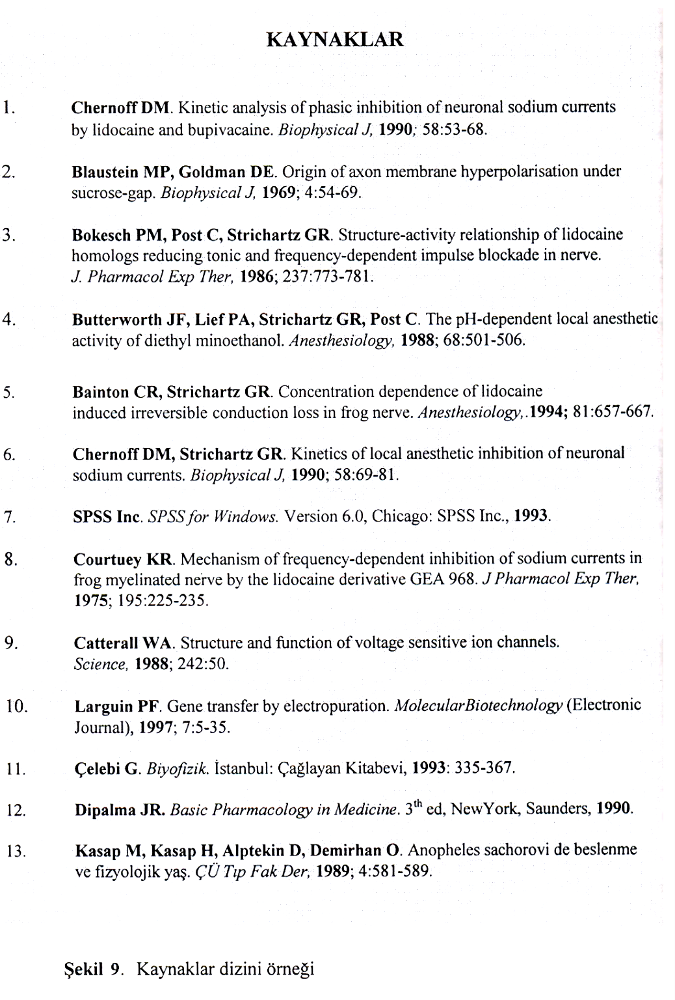 KAYNAKLAR
1. Chernoff DM. Kinetic analysis of phasic inhibition of neuronal sodium currents
by lidocaine and bupivacaine. Biophysical J, 1990; 58:53-68.
2. Blaustein MP, Goldman DE. Origin of axon membrane hyperpolarisation under
sucrose-gap. Biophysical J, 1969; 4:54-69.
3. Bokesch PM, Post C, Strichartz GR. Structure-activity relationship of lidocaine
homologs reducing tonic and frequency-dependent impulse blockade in nerve.
J. Pharmacol Exp Ther, 1986; 237:773-781.
4. Butterworth JF, Lief PA, Strichartz GR, Post C. The pH-dependent local anesthetic
activity of diethyl minoethanol. Anesthesiology, 1988; 68:501-506.
5. Bainton CR, Strichartz GR. Concentration dependence of lidocaine
induced irreversible conduction loss in frog nerve. Anesthesiology,.1994; 81:657-667.
6. Chernoff DM, Strichartz GR. Kinetics of local anesthetic inhibition of neuronal
sodium currents. Biophysical J, 1990; 58:69-81.
7. SPSS Inc. SPSS for Windows. Version 6.0, Chicago: SPSS Inc., 1993.
8. Courtuey KR. Mechanism of frequency-dependent inhibition of sodium currents in
frog myelinated nerve by the lidocaine derivative GEA 968. J Pharmacol Exp Ther,
1975; 195:225-235.
9. Catterall WA. Structure and function of voltage sensitive ion channels.
Science, 1988; 242:50.
10. Larguin PF. Gene transfer by electropuration. MolecularBiotechnology (Electronic
Journal), 1997; 7:5-35.
11. Çelebi G. Biyofizik. İstanbul: Çağlayan Kitabevi, 1993: 335-367.
12. Dipalma JR. Basic Pharmacology in Medicine. 3th ed, NewYork, Saunders, 1990.
13. Kasap M, Kasap H, Alptekin D, Demirhan O. Anopheles sachorovi de beslenme
ve fizyolojik yaş. ÇÜ Tıp Fak Der, 1989; 4:581-589.
Şekil 9. Kaynaklar dizini örneği